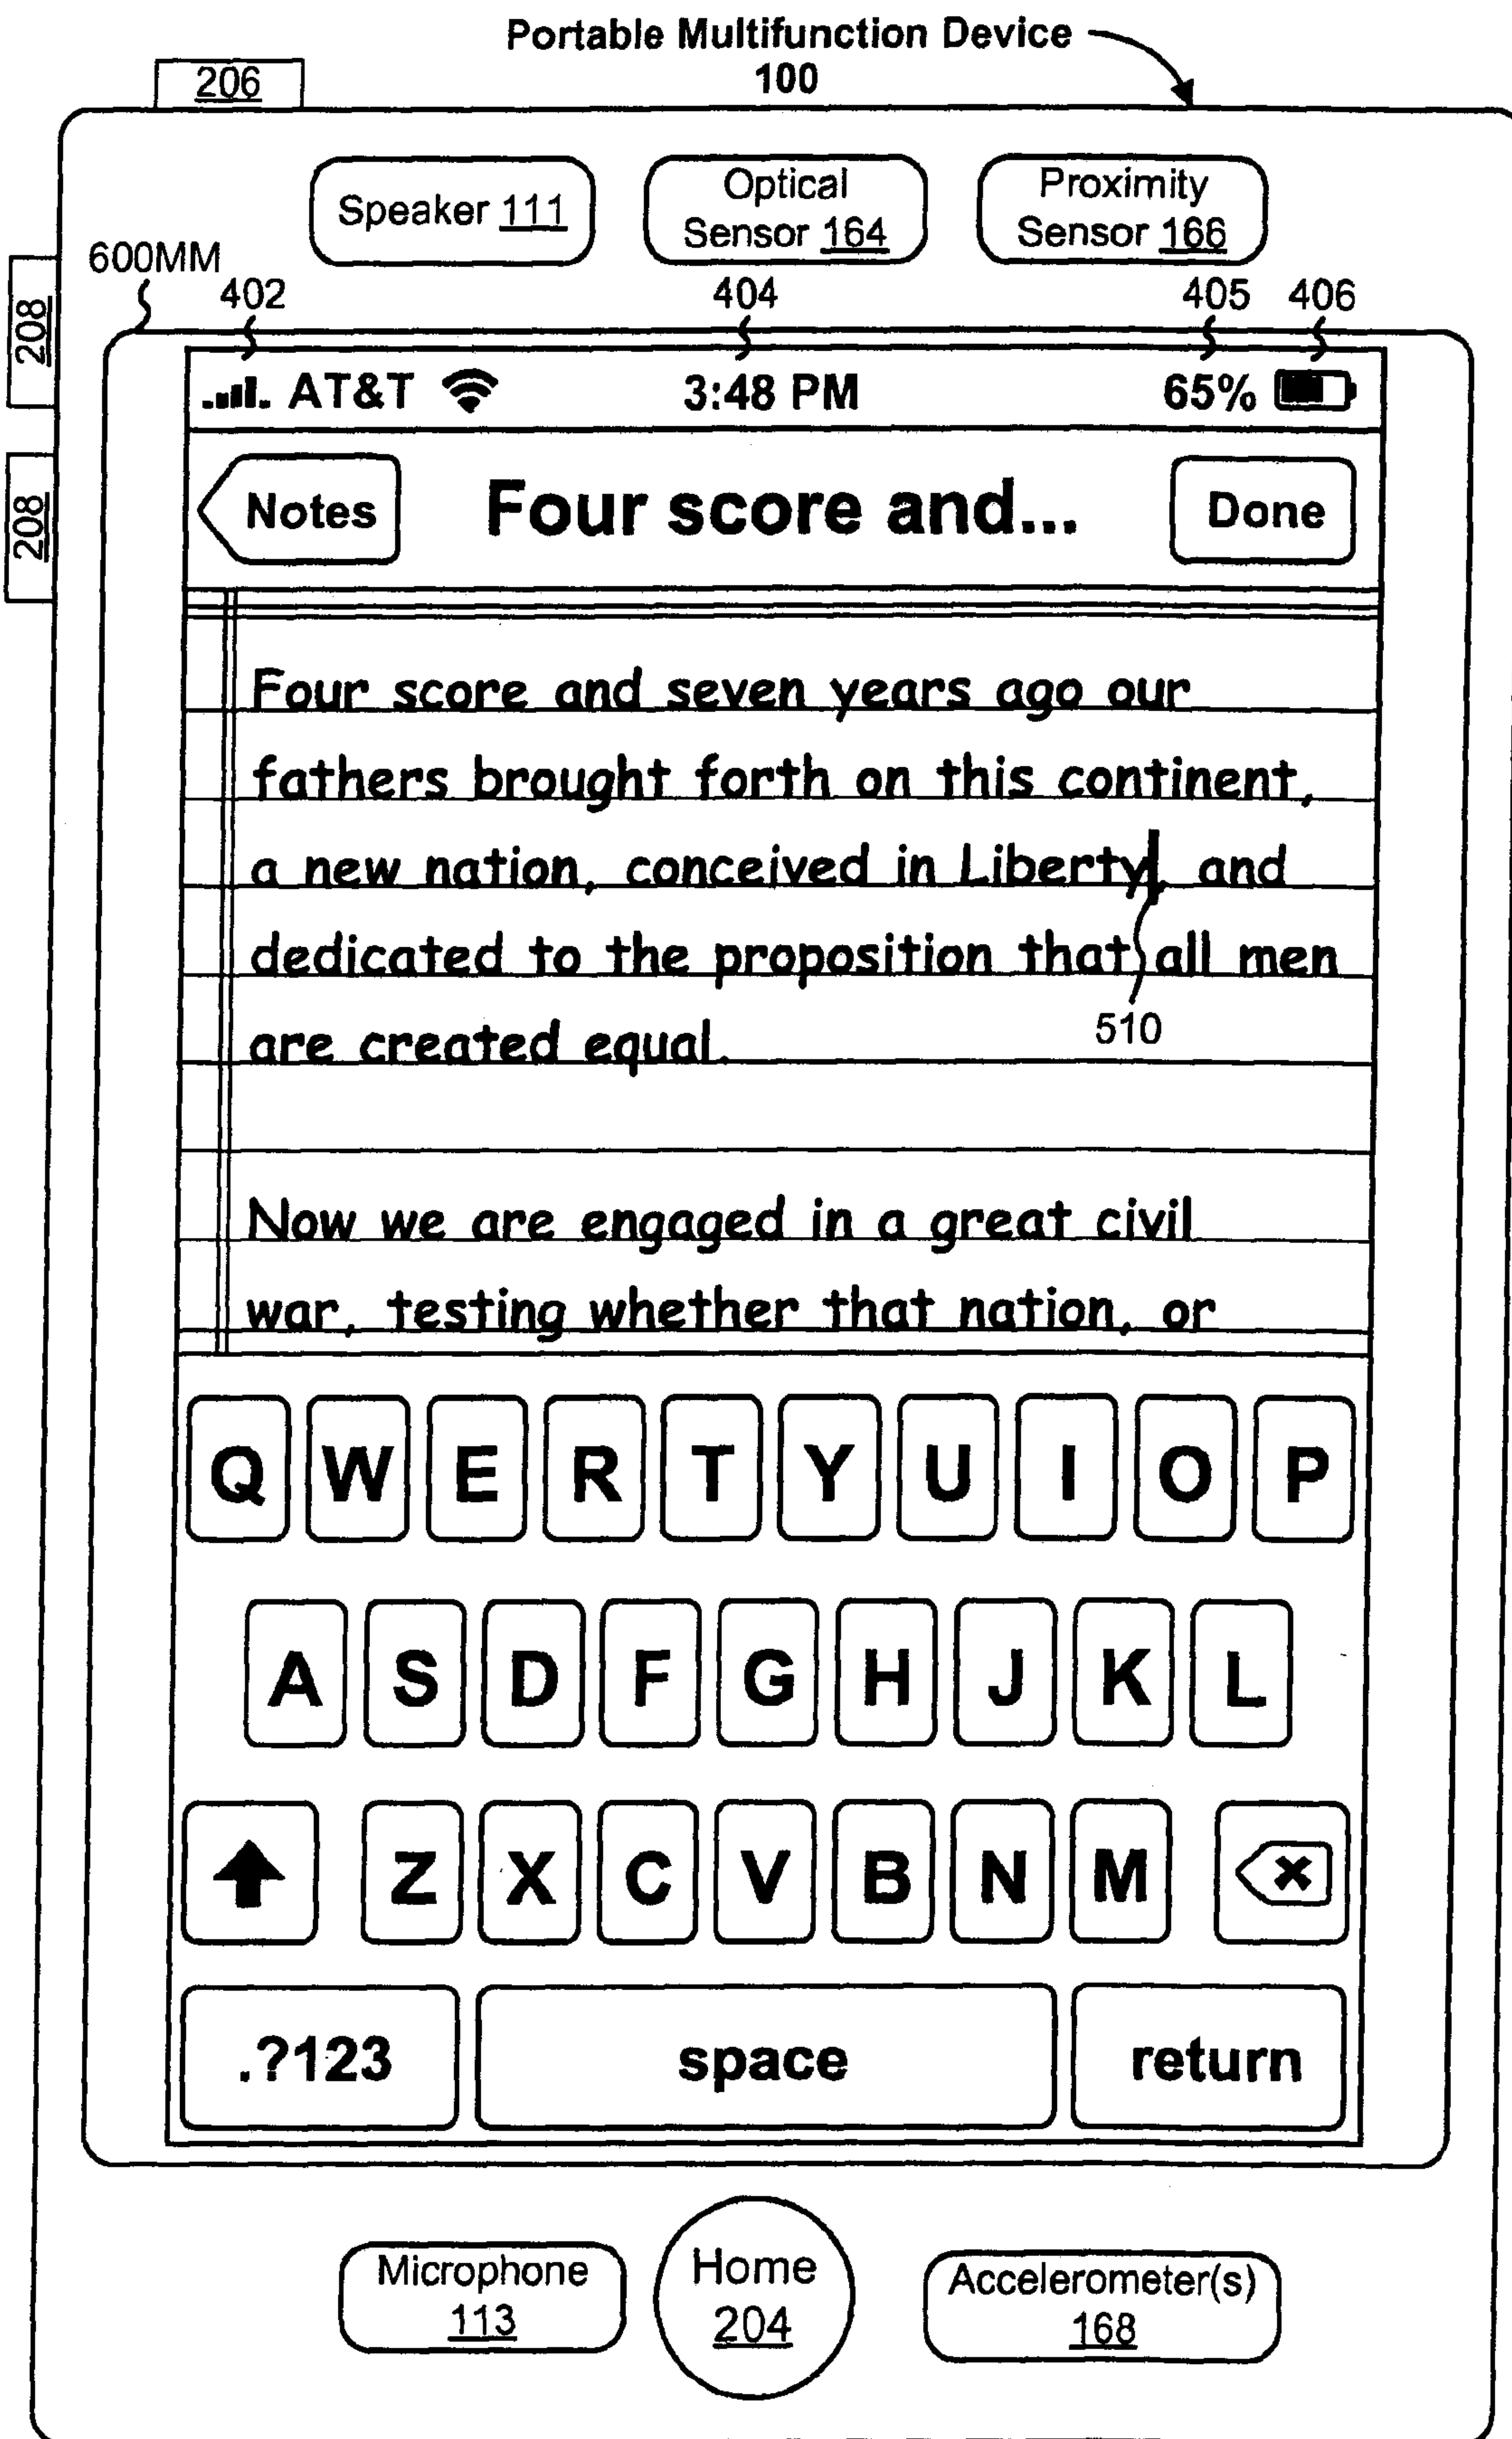 Portable Multifunction Device
100
206
Speaker 111
Optical
Sensor 164
Proximity
Sensor 166
600MM
402
404
405
406
208
208
AT&T
3:48 PM
65%
Notes
Four score and...
Done
Four score and seven years ago our
fathers brought forth on this continent,
a new nation, conceived in Liberty, and
dedicated to the proposition that all men
510
are created equal.
Now we are engaged in a great civil
war, testing whether that nation, or
Q W E R T Y U I O P
A S D F G H J K L
Z X C V B N M
.?123
space
return
Microphone
113
Home
204
Accelerometer(s)
168